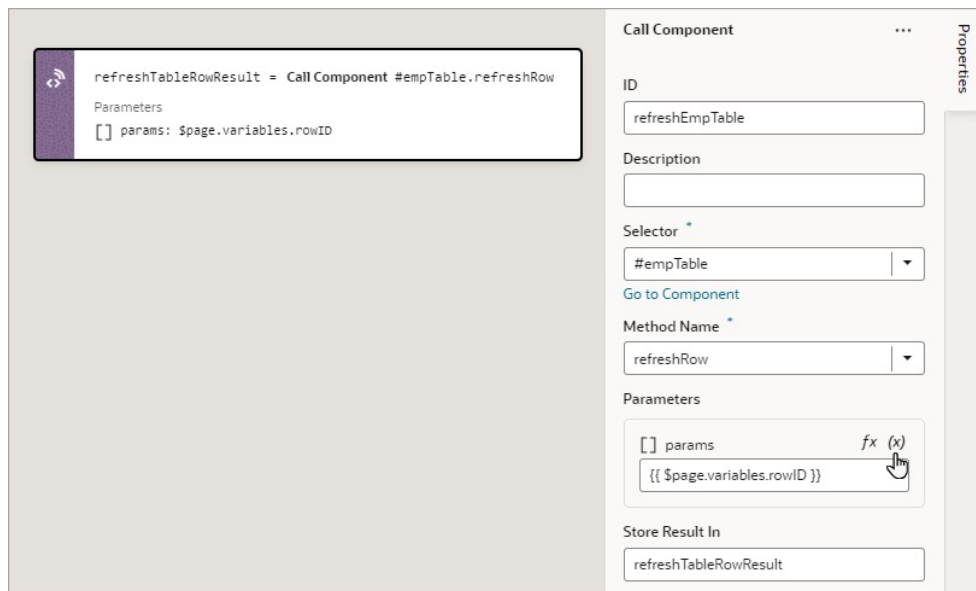 refreshTableRowResult = Call Component #empTable.refreshRow
Parameters
[] params: $page.variables.rowID
Call Component
...
Properties
ID
refreshEmpTable
Description
Selector *
#empTable
Go to Component
Method Name *
refreshRow
Parameters
[] params fx (x)
{{ $page.variables.rowID }}
Store Result In
refreshTableRowResult